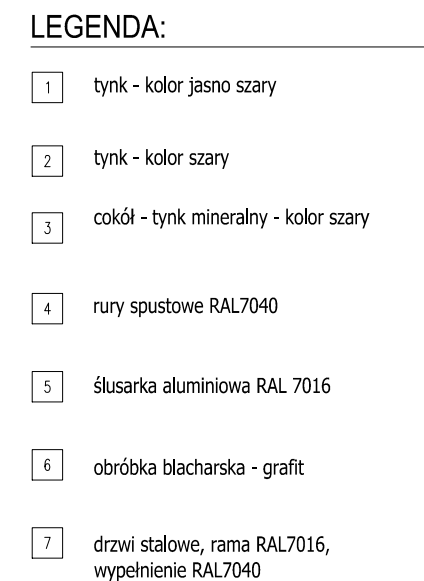 LEGENDA:
1 tynk - kolor jasno szary
2 tynk - kolor szary
3 cokół - tynk mineralny - kolor szary
4 rury spustowe RAL7040
5 ślusarka aluminiowa RAL 7016
6 obróbka blacharska - grafit
7 drzwi stalowe, rama RAL7016,
wypełnienie RAL7040